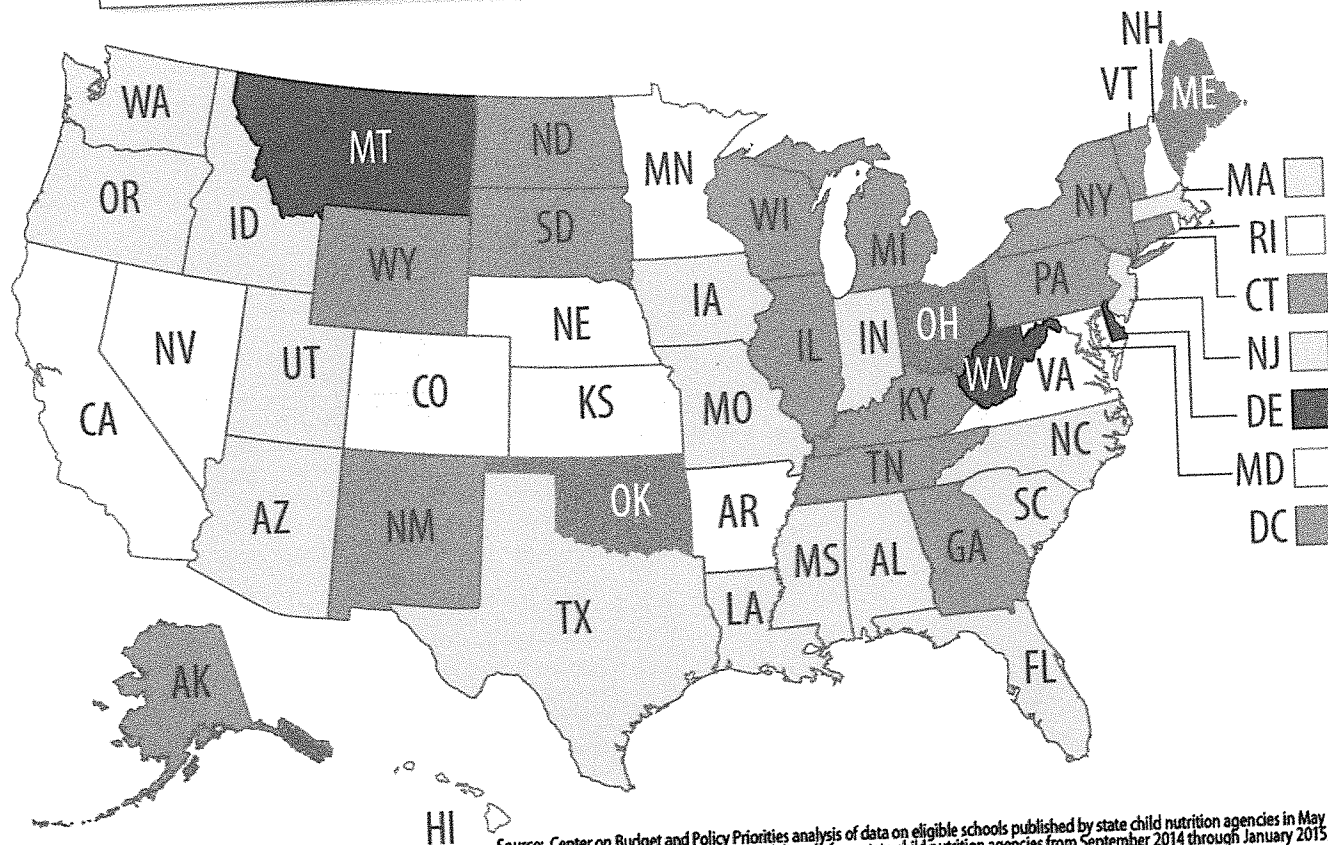 NH
VT
ME
WA
MT
ND
MN
OR
ID
SD
WI
MI
NY
MA
RI
WY
PA
CT
IA
NE
OH
IL
IN
NV
UT
NJ
CO
WV
VA
KS
MO
KY
DE
CA
NC
MD
TN
OK
AR
SC
AZ
NM
DC
GA
MS
AL
LA
TX
FL
AK
HI
Source: Center on Budget and Policy Priorities analysis of data on eligible schools published by state child nutrition agencies in May
child nutrition agencies from September 2014 through January 2015